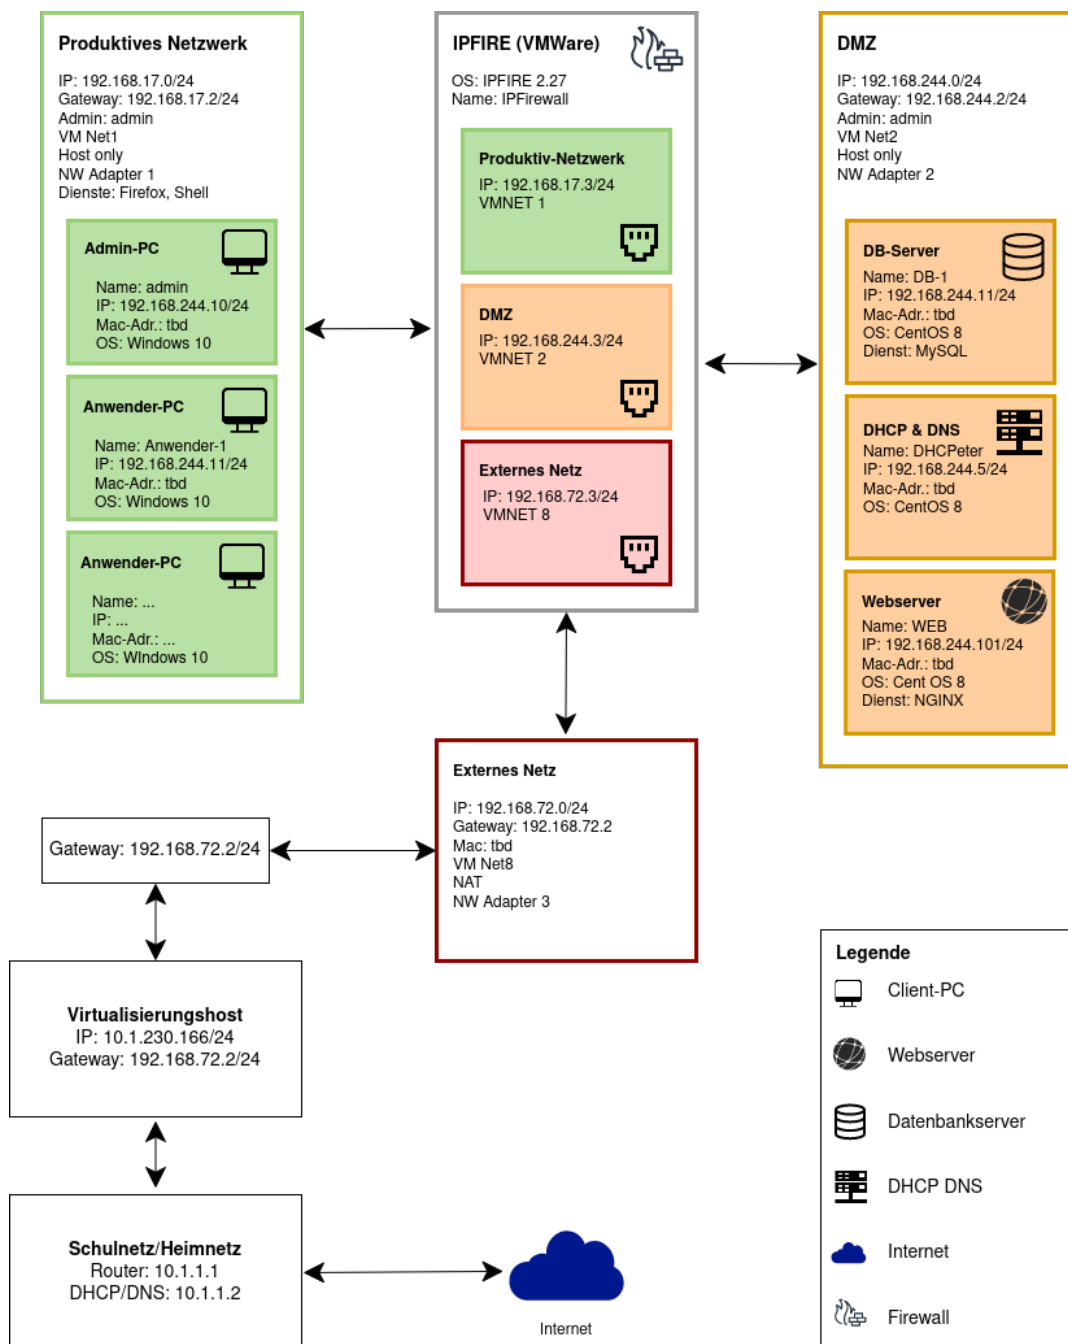 Produktives Netzwerk
IP: 192.168.17.0/24
Gateway: 192.168.17.2/24
Admin: admin
VM Net1
Host only
NW Adapter 1
Dienste: Firefox, Shell
Admin-PC
Name: admin
IP: 192.168.244.10/24
Mac-Adr.: tbd
OS: Windows 10
Anwender-PC
Name: Anwender-1
IP: 192.168.244.11/24
Mac-Adr.: tbd
OS: Windows 10
Anwender-PC
Name: ...
IP: ...
Mac-Adr.: ...
OS: WIndows 10
IPFIRE (VMWare)
OS: IPFIRE 2.27
Name: IPFirewall
Produktiv-Netzwerk
IP: 192.168.17.3/24
VMNET 1
DMZ
IP: 192.168.244.3/24
VMNET 2
Externes Netz
IP: 192.168.72.3/24
VMNET 8
DMZ
IP: 192.168.244.0/24
Gateway: 192.168.244.2/24
Admin: admin
VM Net2
Host only
NW Adapter 2
DB-Server
Name: DB-1
IP: 192.168.244.11/24
Mac-Adr.: tbd
OS: CentOS 8
Dienst: MySQL
DHCP & DNS
Name: DHCPeter
IP: 192.168.244.5/24
Mac-Adr.: tbd
OS: CentOS 8
Webserver
Name: WEB
IP: 192.168.244.101/24
Mac-Adr.: tbd
OS: Cent OS 8
Dienst: NGINX
Externes Netz
IP: 192.168.72.0/24
Gateway: 192.168.72.2
Mac: tbd
VM Net8
NAT
NW Adapter 3
Gateway: 192.168.72.2/24
Virtualisierungshost
IP: 10.1.230.166/24
Gateway: 192.168.72.2/24
Schulnetz/Heimnetz
Router: 10.1.1.1
DHCP/DNS: 10.1.1.2
Internet
Legende
Client-PC
Webserver
Datenbankserver
DHCP DNS
Internet
Firewall